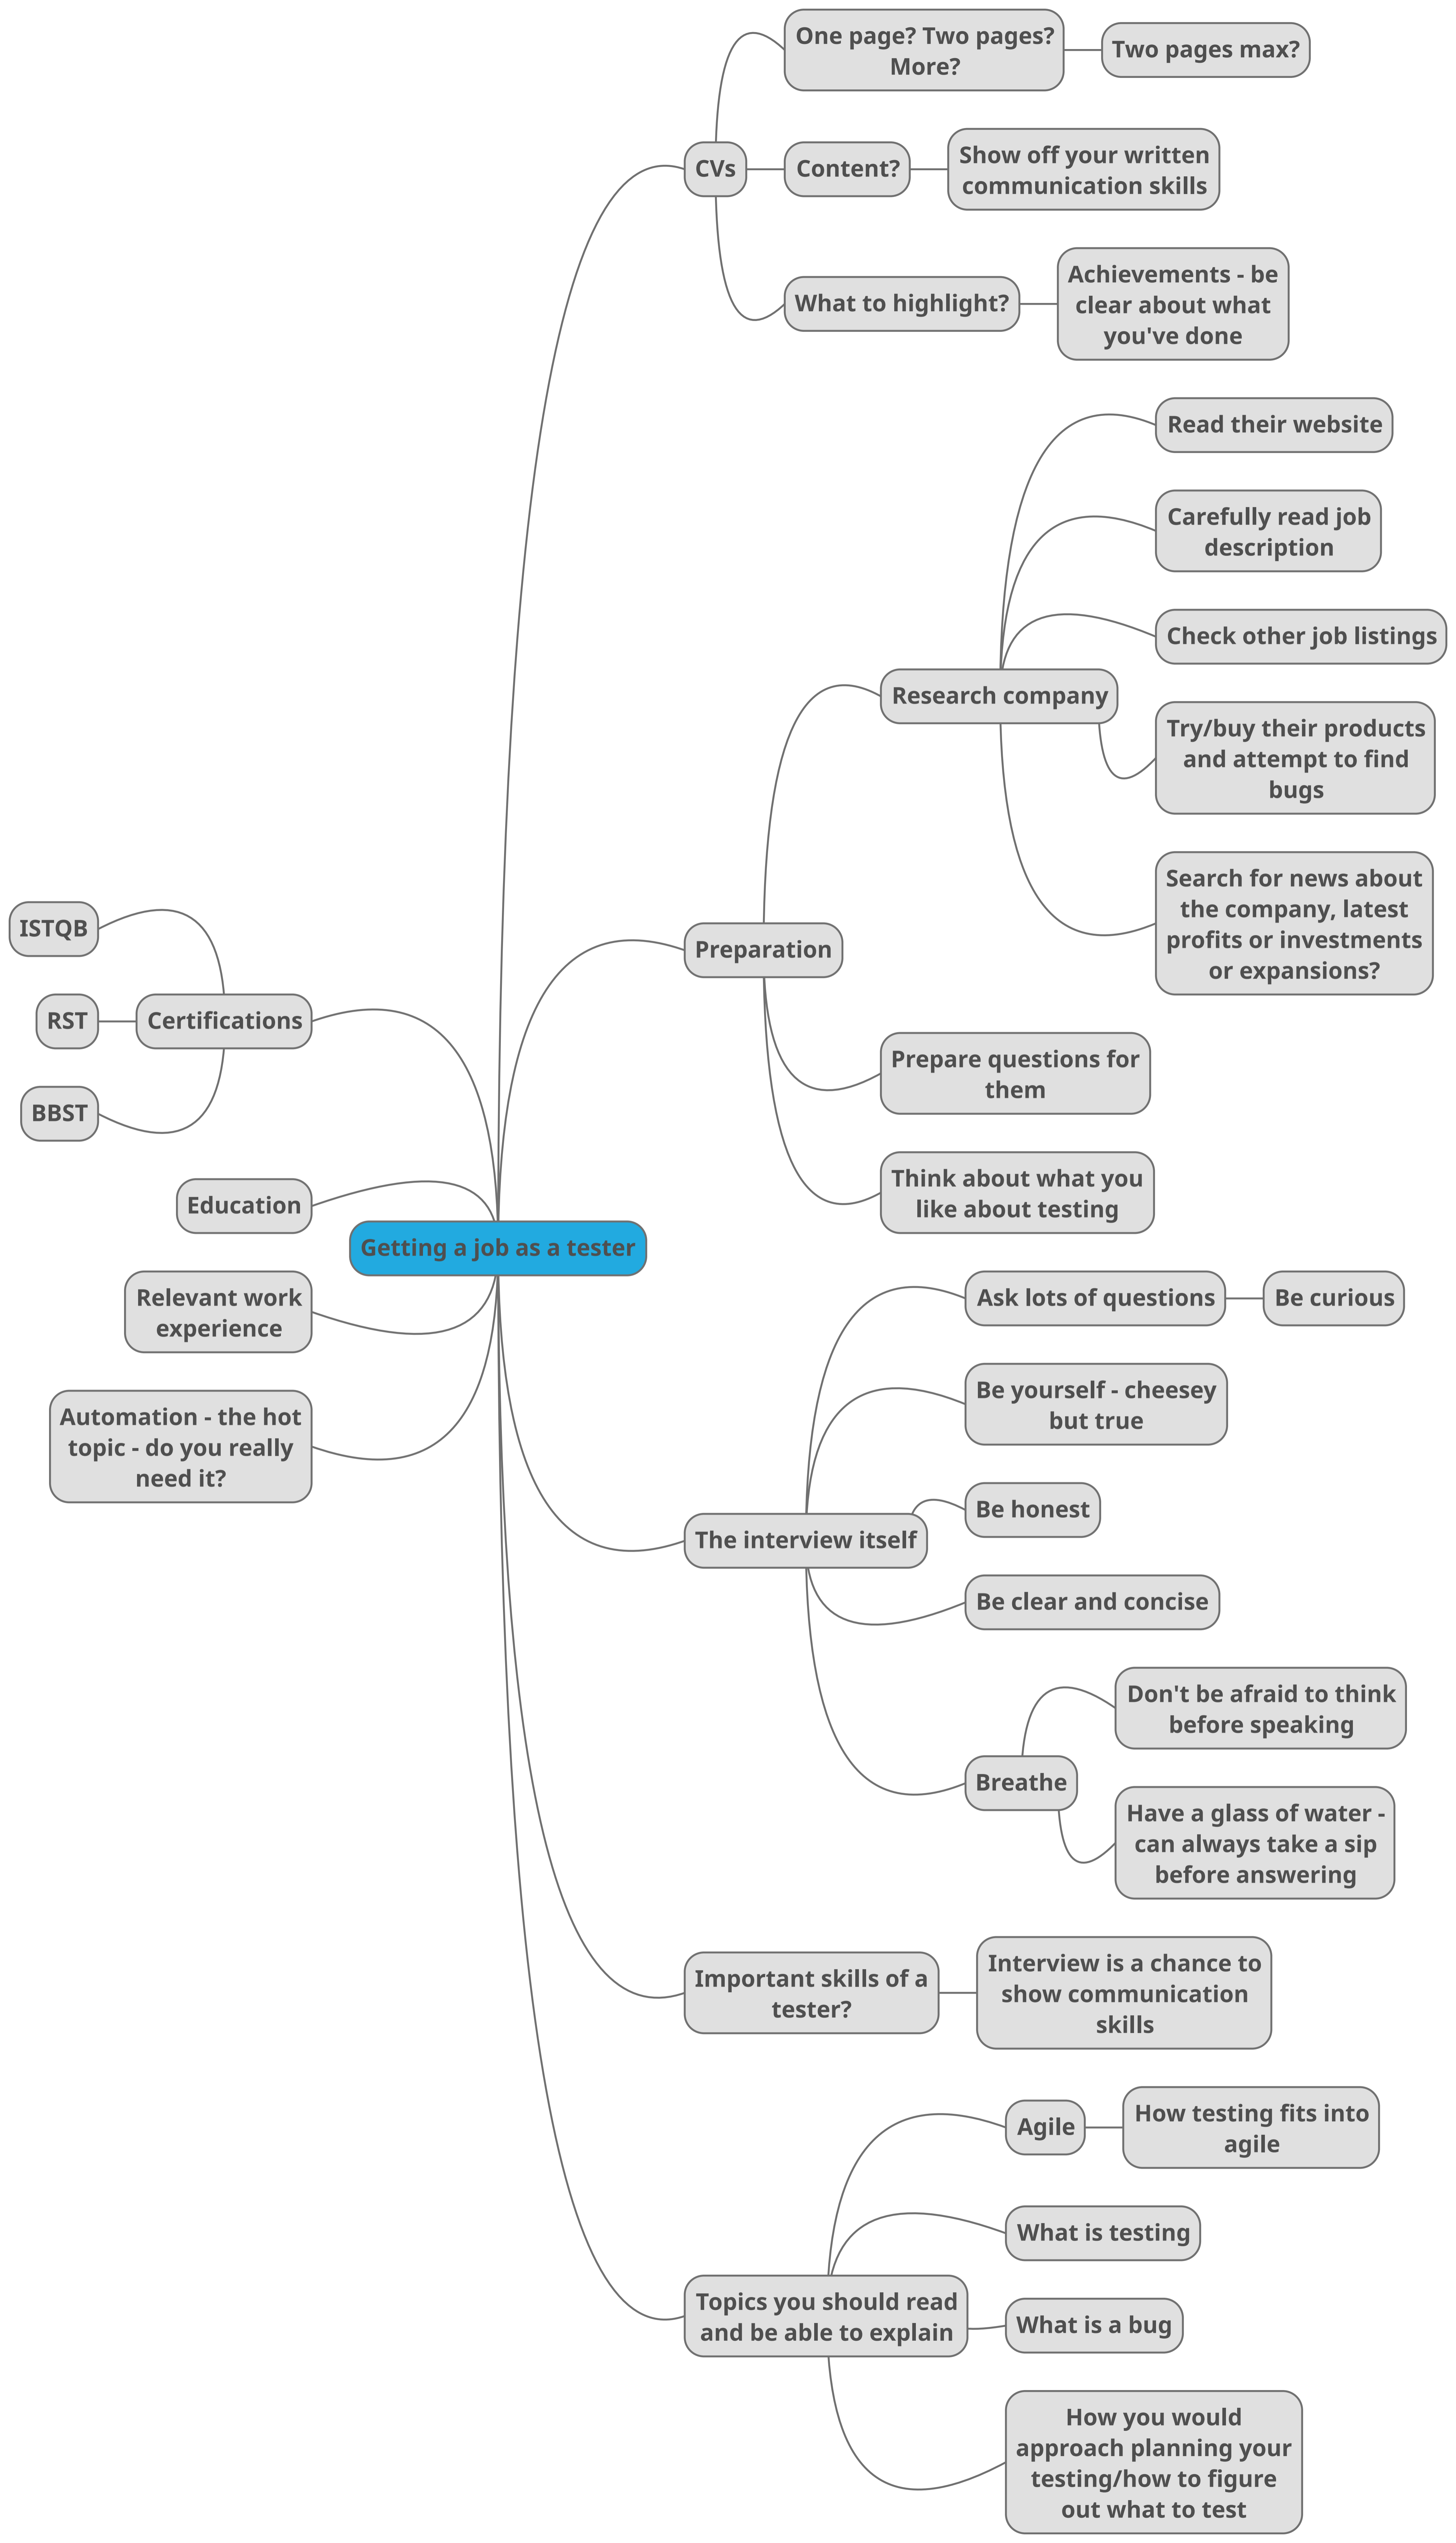 One page? Two pages?
More?
Two pages max?
CVs
Content?
Show off your written
communication skills
What to highlight?
Achievements - be
clear about what
you've done
Read their website
Carefully read job
description
Check other job listings
Research company
Try/buy their products
and attempt to find
bugs
Search for news about
the company, latest
profits or investments
or expansions?
Preparation
Prepare questions for
them
Think about what you
like about testing
ISTQB
RST
Certifications
BBST
Education
Getting a job as a tester
Relevant work
experience
Automation - the hot
topic - do you really
need it?
Ask lots of questions
Be curious
Be yourself - cheesey
but true
Be honest
The interview itself
Be clear and concise
Don't be afraid to think
before speaking
Breathe
Have a glass of water -
can always take a sip
before answering
Important skills of a
tester?
Interview is a chance to
show communication
skills
Agile
How testing fits into
agile
What is testing
Topics you should read
and be able to explain
What is a bug
How you would
approach planning your
testing/how to figure
out what to test